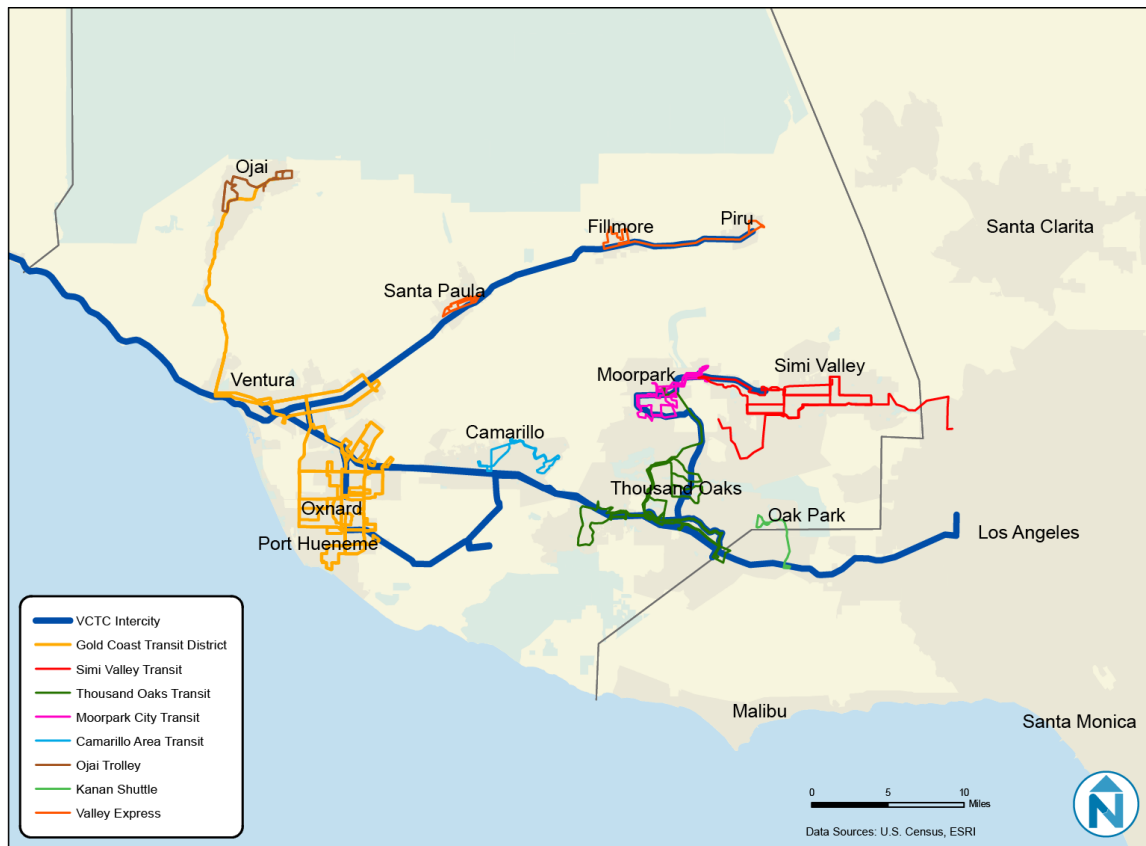 Ojai
Fillmore
Piru
Santa Clarita
Santa Paula
Ventura
Moorpark
Simi Valley
Camarillo
Thousand Oaks
Oxnard
Oak Park
Port Hueneme
Los Angeles
Malibu
Santa Monica
VCTC Intercity
Gold Coast Transit District
Simi Valley Transit
Thousand Oaks Transit
Moorpark City Transit
Camarillo Area Transit
Ojai Trolley
Kanan Shuttle
Valley Express
0 5 10
Miles
Data Sources: U.S. Census, ESRI
N